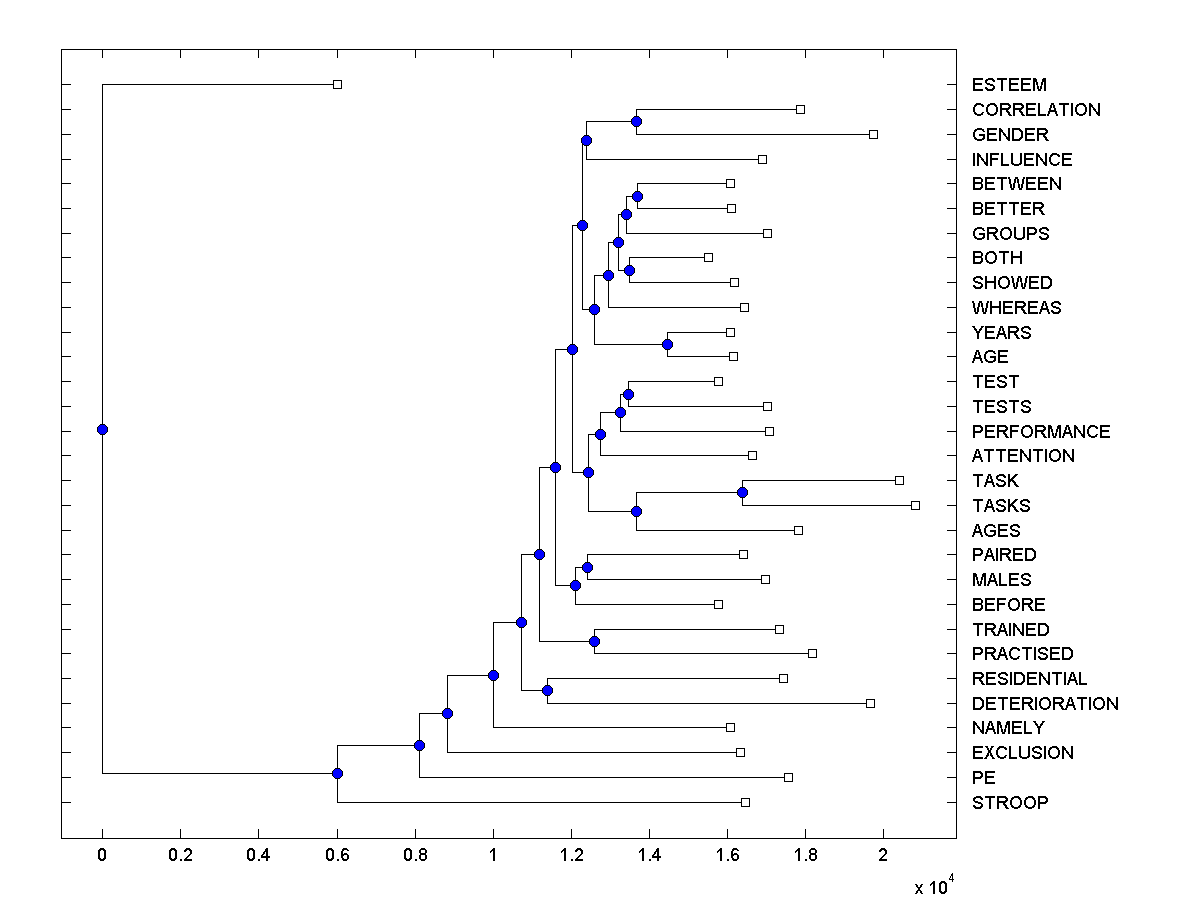 ESTEEM
CORRELATION
GENDER
INFLUENCE
BETWEEN
BETTER
GROUPS
BOTH
SHOWED
WHEREAS
YEARS
AGE
TEST
TESTS
PERFORMANCE
ATTENTION
TASK
TASKS
AGES
PAIRED
MALES
BEFORE
TRAINED
PRACTISED
RESIDENTIAL
DETERIORATION
NAMELY
EXCLUSION
PE
STROOP
0 0.2 0.4 0.6 0.8 1 1.2 1.4 1.6 1.8 2
x 10^4